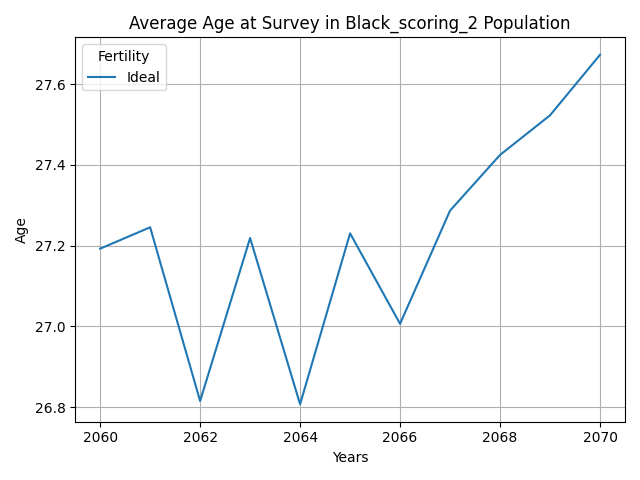 Average Age at Survey in Black_scoring_2 Population
Fertility
Ideal
Age
27.6
27.4
27.2
27.0
26.8
2060 2062 2064 2066 2068 2070
Years